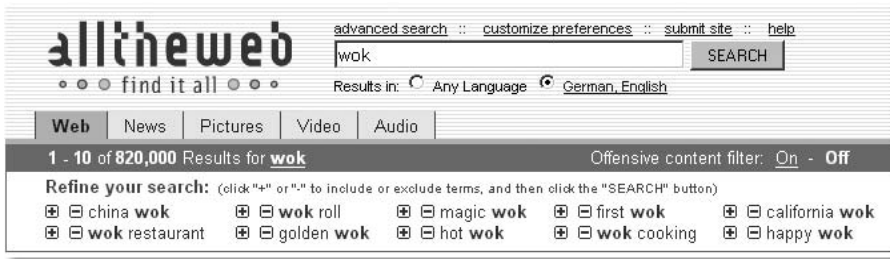 advanced search :: customize preferences :: submit site :: help
alltheweb
wok SEARCH
find it all
Results in: Any Language German, English
Web News Pictures Video Audio
1 - 10 of 820,000 Results for wok Offensive content filter: On - Off
Refine your search: (click "+" or "-" to include or exclude terms, and then click the "SEARCH" button)
china wok wok roll magic wok first wok california wok
wok restaurant golden wok hot wok wok cooking happy wok